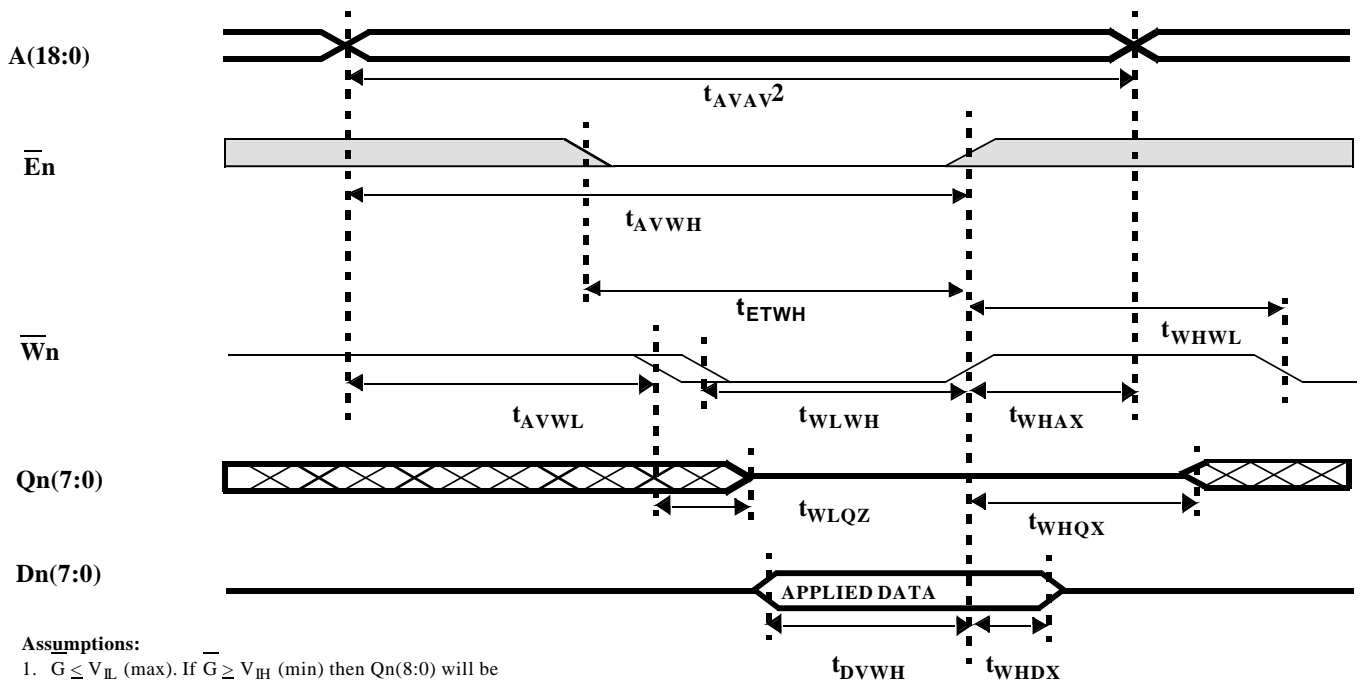 A(18:0)
tAVAV2
En
tAVWH
tETWH
tWHWL
Wn
tAVWL
tWLWH
tWHAX
Qn(7:0)
tWLQZ
tWHQX
Dn(7:0)
APPLIED DATA
Assumptions:
1. G ≤ VIL (max). If G ≥ VIH (min) then Qn(8:0) will be
tDVWH
tWHDX